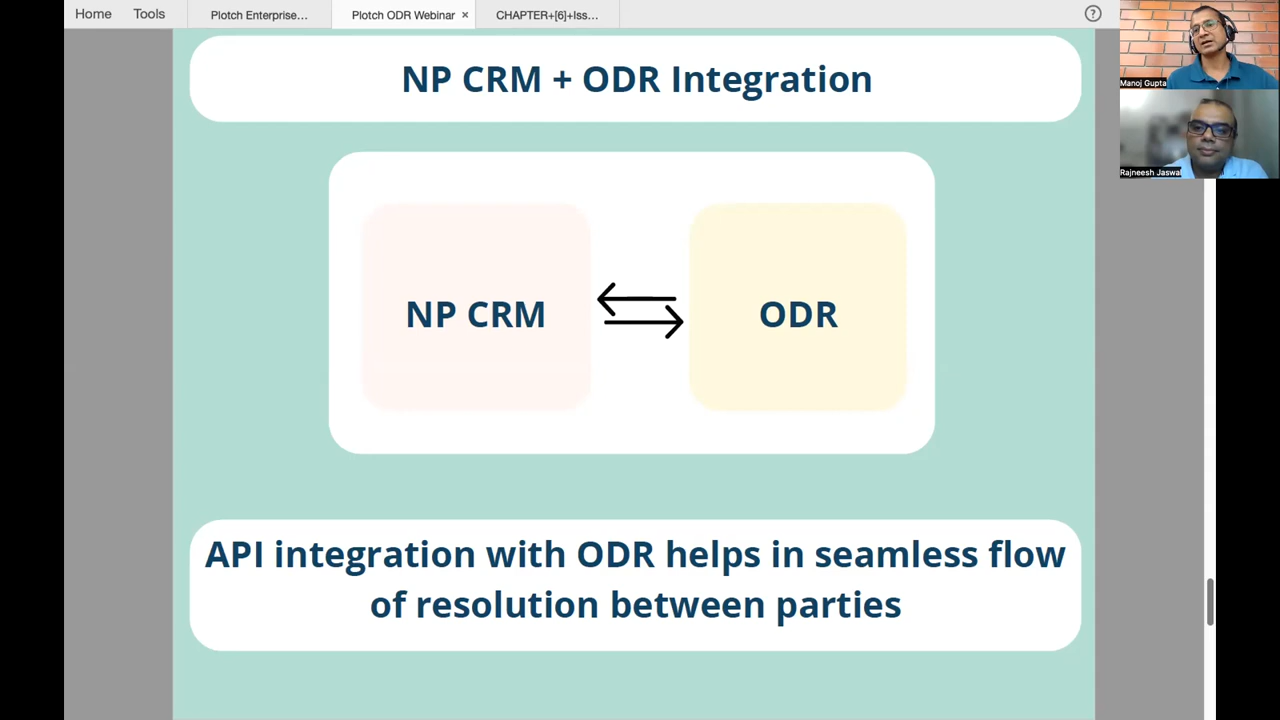 Home Tools Plotch Enterprise... Plotch ODR Webinar × CHAPTER+[6]+Iss... ?
Manoj Gupta
Rajneesh Jaswal
NP CRM + ODR Integration
NP CRM
ODR
API integration with ODR helps in seamless flow
of resolution between parties